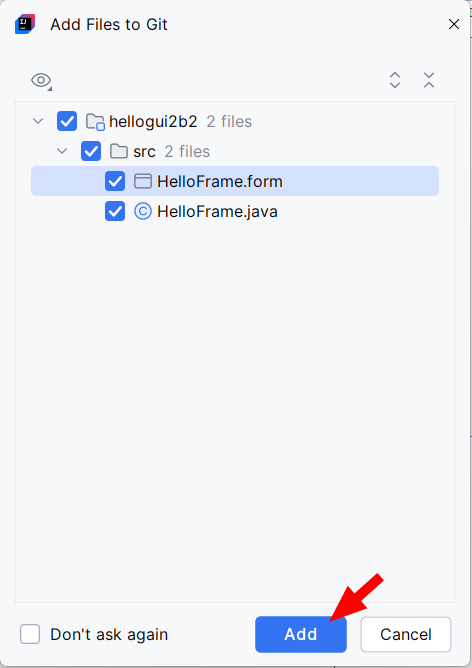 Add Files to Git
hellogui2b2 2 files
src 2 files
HelloFrame.form
HelloFrame.java
Don't ask again
Add
Cancel